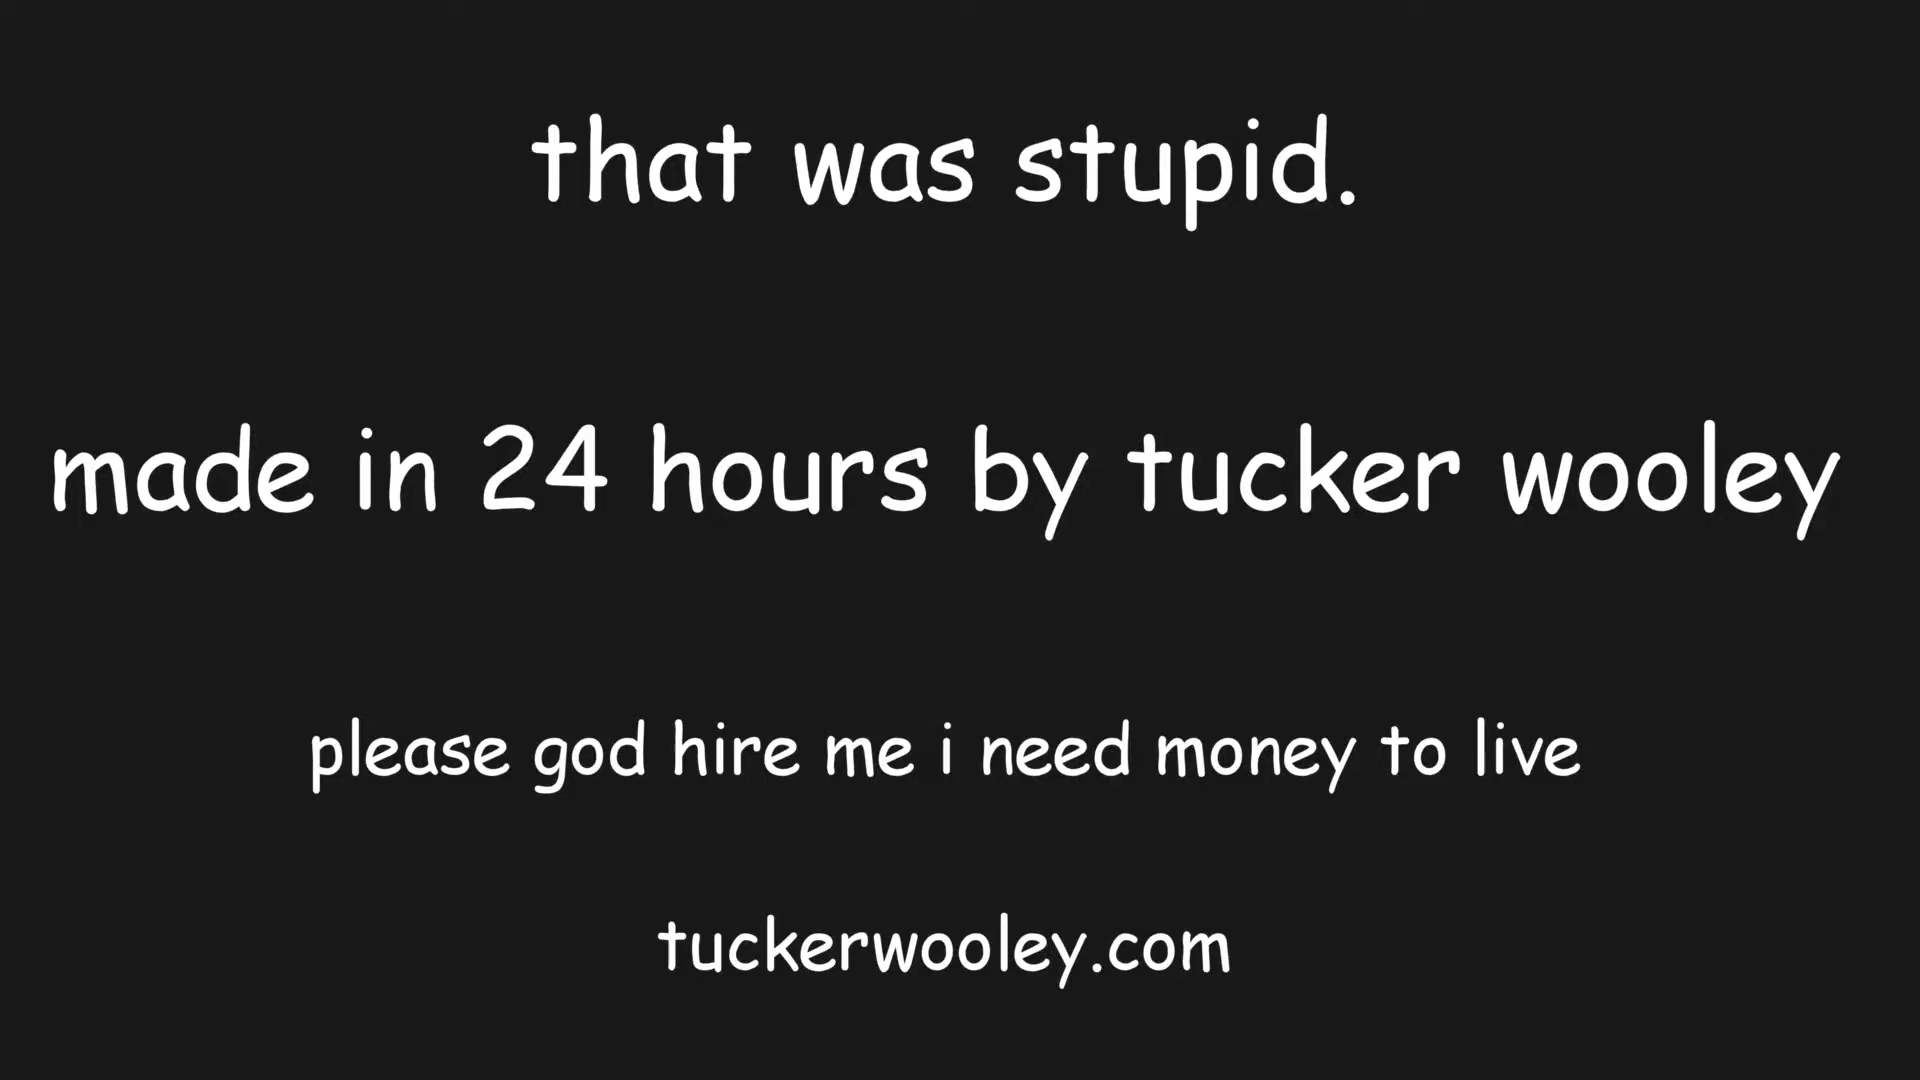 that was stupid.
made in 24 hours by tucker wooley
please god hire me i need money to live
tuckerwooley.com